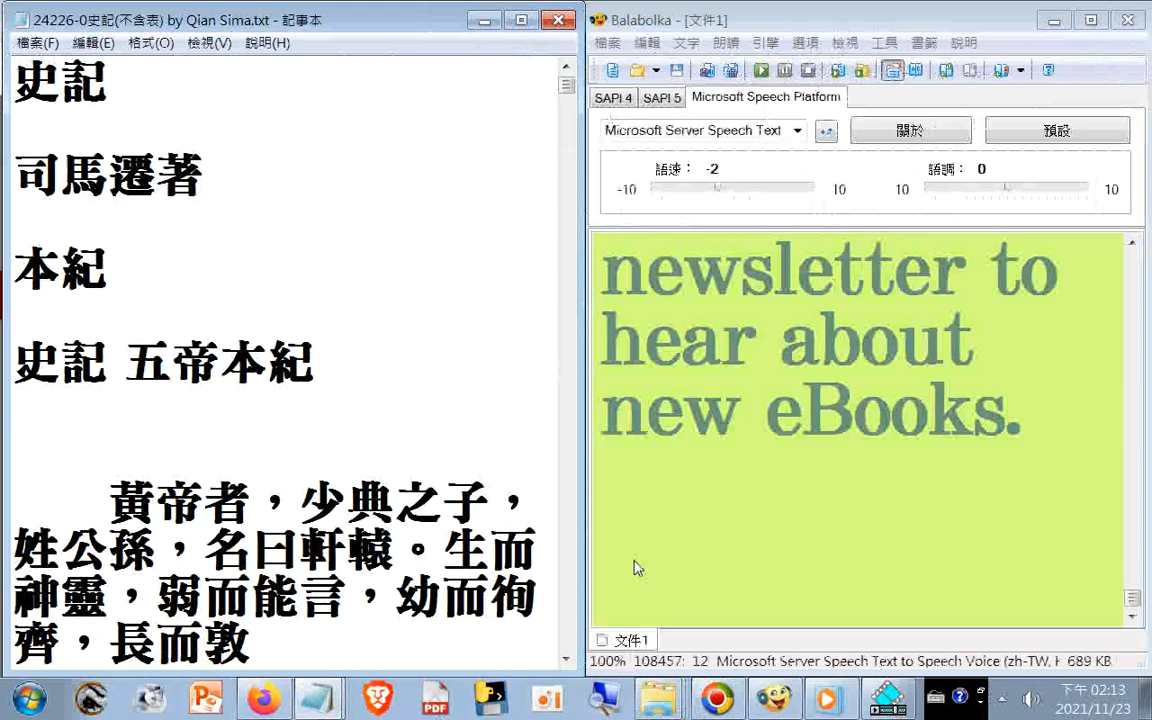 24226-0史記(不含表) by Qian Sima.txt - 記事本
檔案(F) 編輯(E) 格式(O) 檢視(V) 說明(H)
史記
司馬遷著
本紀
史記 五帝本紀
黃帝者，少典之子，
姓公孫，名曰軒轅。生而
神靈，弱而能言，幼而徇
齊，長而敦
Balabolka - [文件1]
檔案 編輯 文字 朗讀 引擎 選項 檢視 工具 書籤 說明
SAPI 4 SAPI 5 Microsoft Speech Platform
Microsoft Server Speech Text 關於 預設
語速： -2 語調： 0
-10 10 10 10
newsletter to
hear about
new eBooks.
文件1
100% 108457: 12 Microsoft Server Speech Text to Speech Voice (zh-TW, H 689 KB
PDF
下午 02:13
2021/11/23